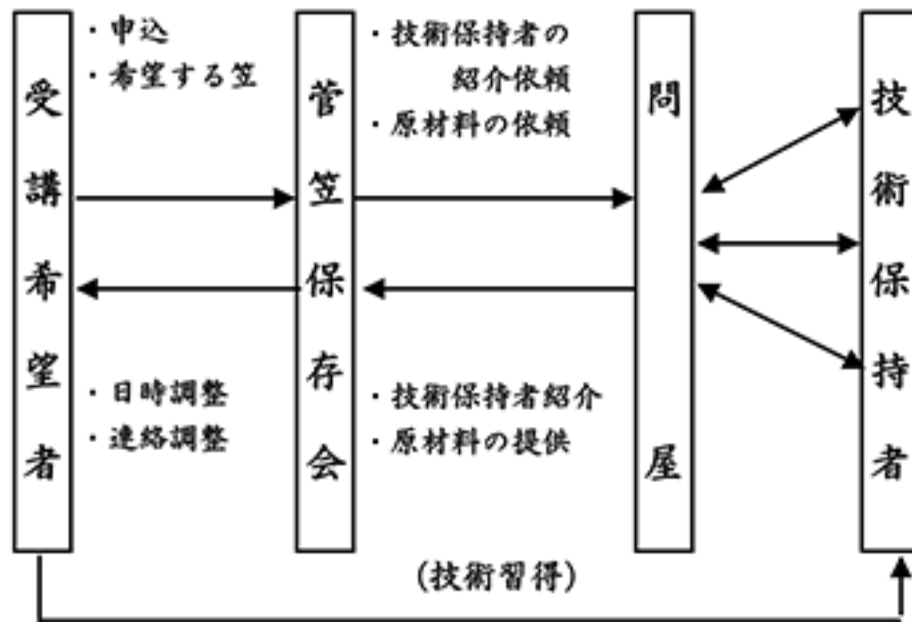 受講希望者
・申込
・希望する笠
・日時調整
・連絡調整
菅笠保存会
・技術保持者の
紹介依頼
・原材料の依頼
・技術保持者紹介
・原材料の提供
問屋
技術保持者
(技術習得)